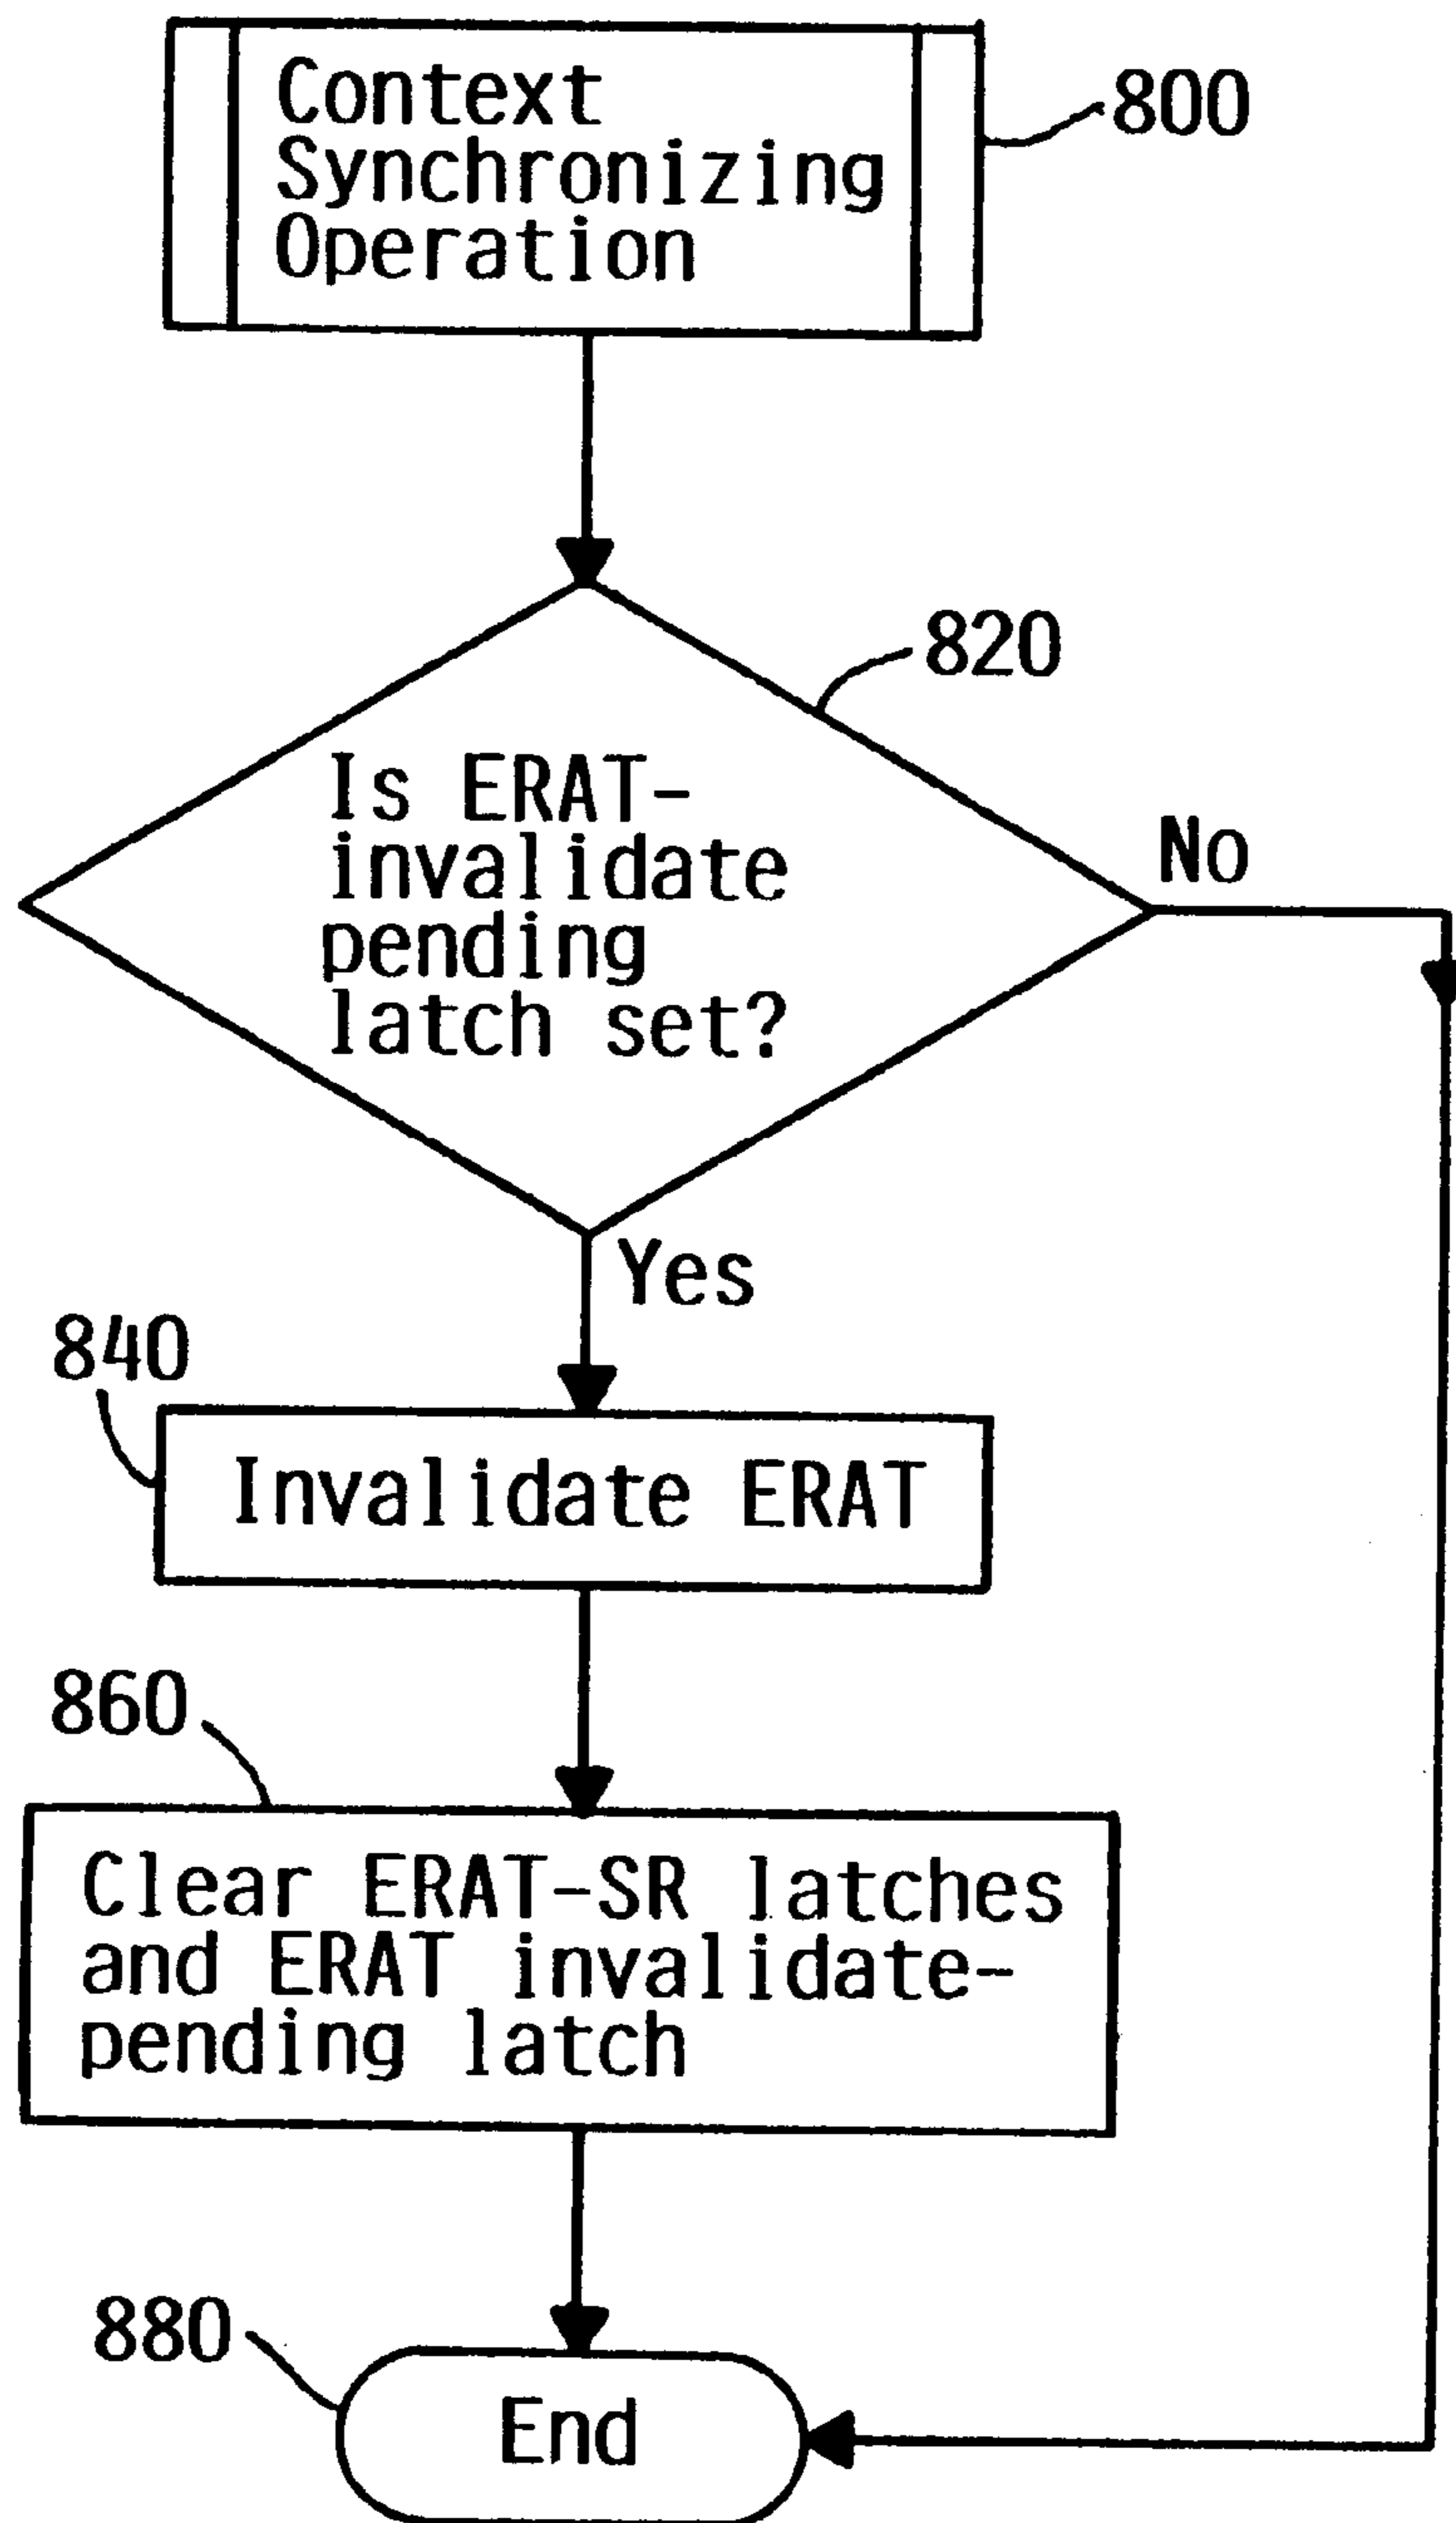 Context
Synchronizing
Operation
800
820
Is ERAT-
invalidate
pending
latch set?
No
Yes
840
Invalidate ERAT
860
Clear ERAT-SR latches
and ERAT invalidate-
pending latch
880
End